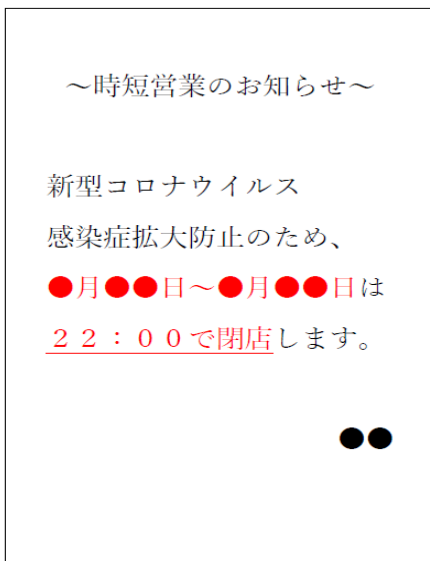 ～時短営業のお知らせ～
新型コロナウイルス
感染症拡大防止のため、
●月●●日～●月●●日は
２２：００で閉店します。
●●